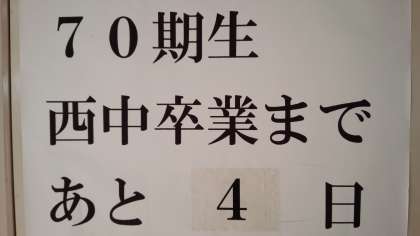 ７０期生
西中卒業まで
あと ４ 日